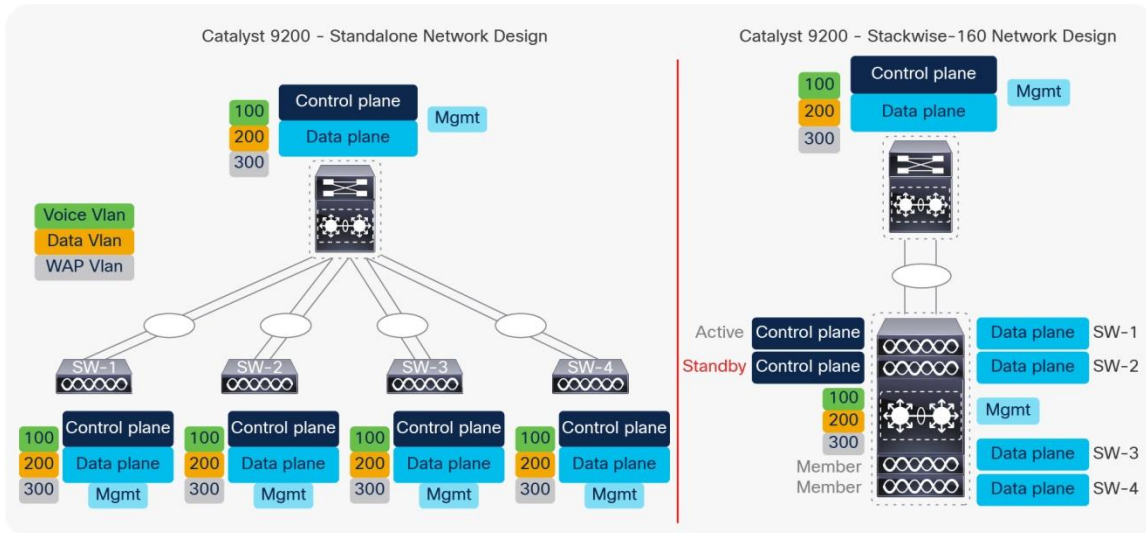 Catalyst 9200 - Standalone Network Design
Control plane
100
Mgmt
200
Data plane
300
Voice Vlan
Data Vlan
WAP Vlan
SW-1
SW-2
SW-3
SW-4
100
Control plane
200
Data plane
300
Mgmt
100
Control plane
200
Data plane
300
Mgmt
100
Control plane
200
Data plane
300
Mgmt
100
Control plane
200
Data plane
300
Mgmt
Catalyst 9200 - Stackwise-160 Network Design
Control plane
100
Mgmt
200
Data plane
300
Active
Control plane
Data plane
SW-1
Standby
Control plane
Data plane
SW-2
100
200
300
Mgmt
Data plane
SW-3
Member
Member
Data plane
SW-4